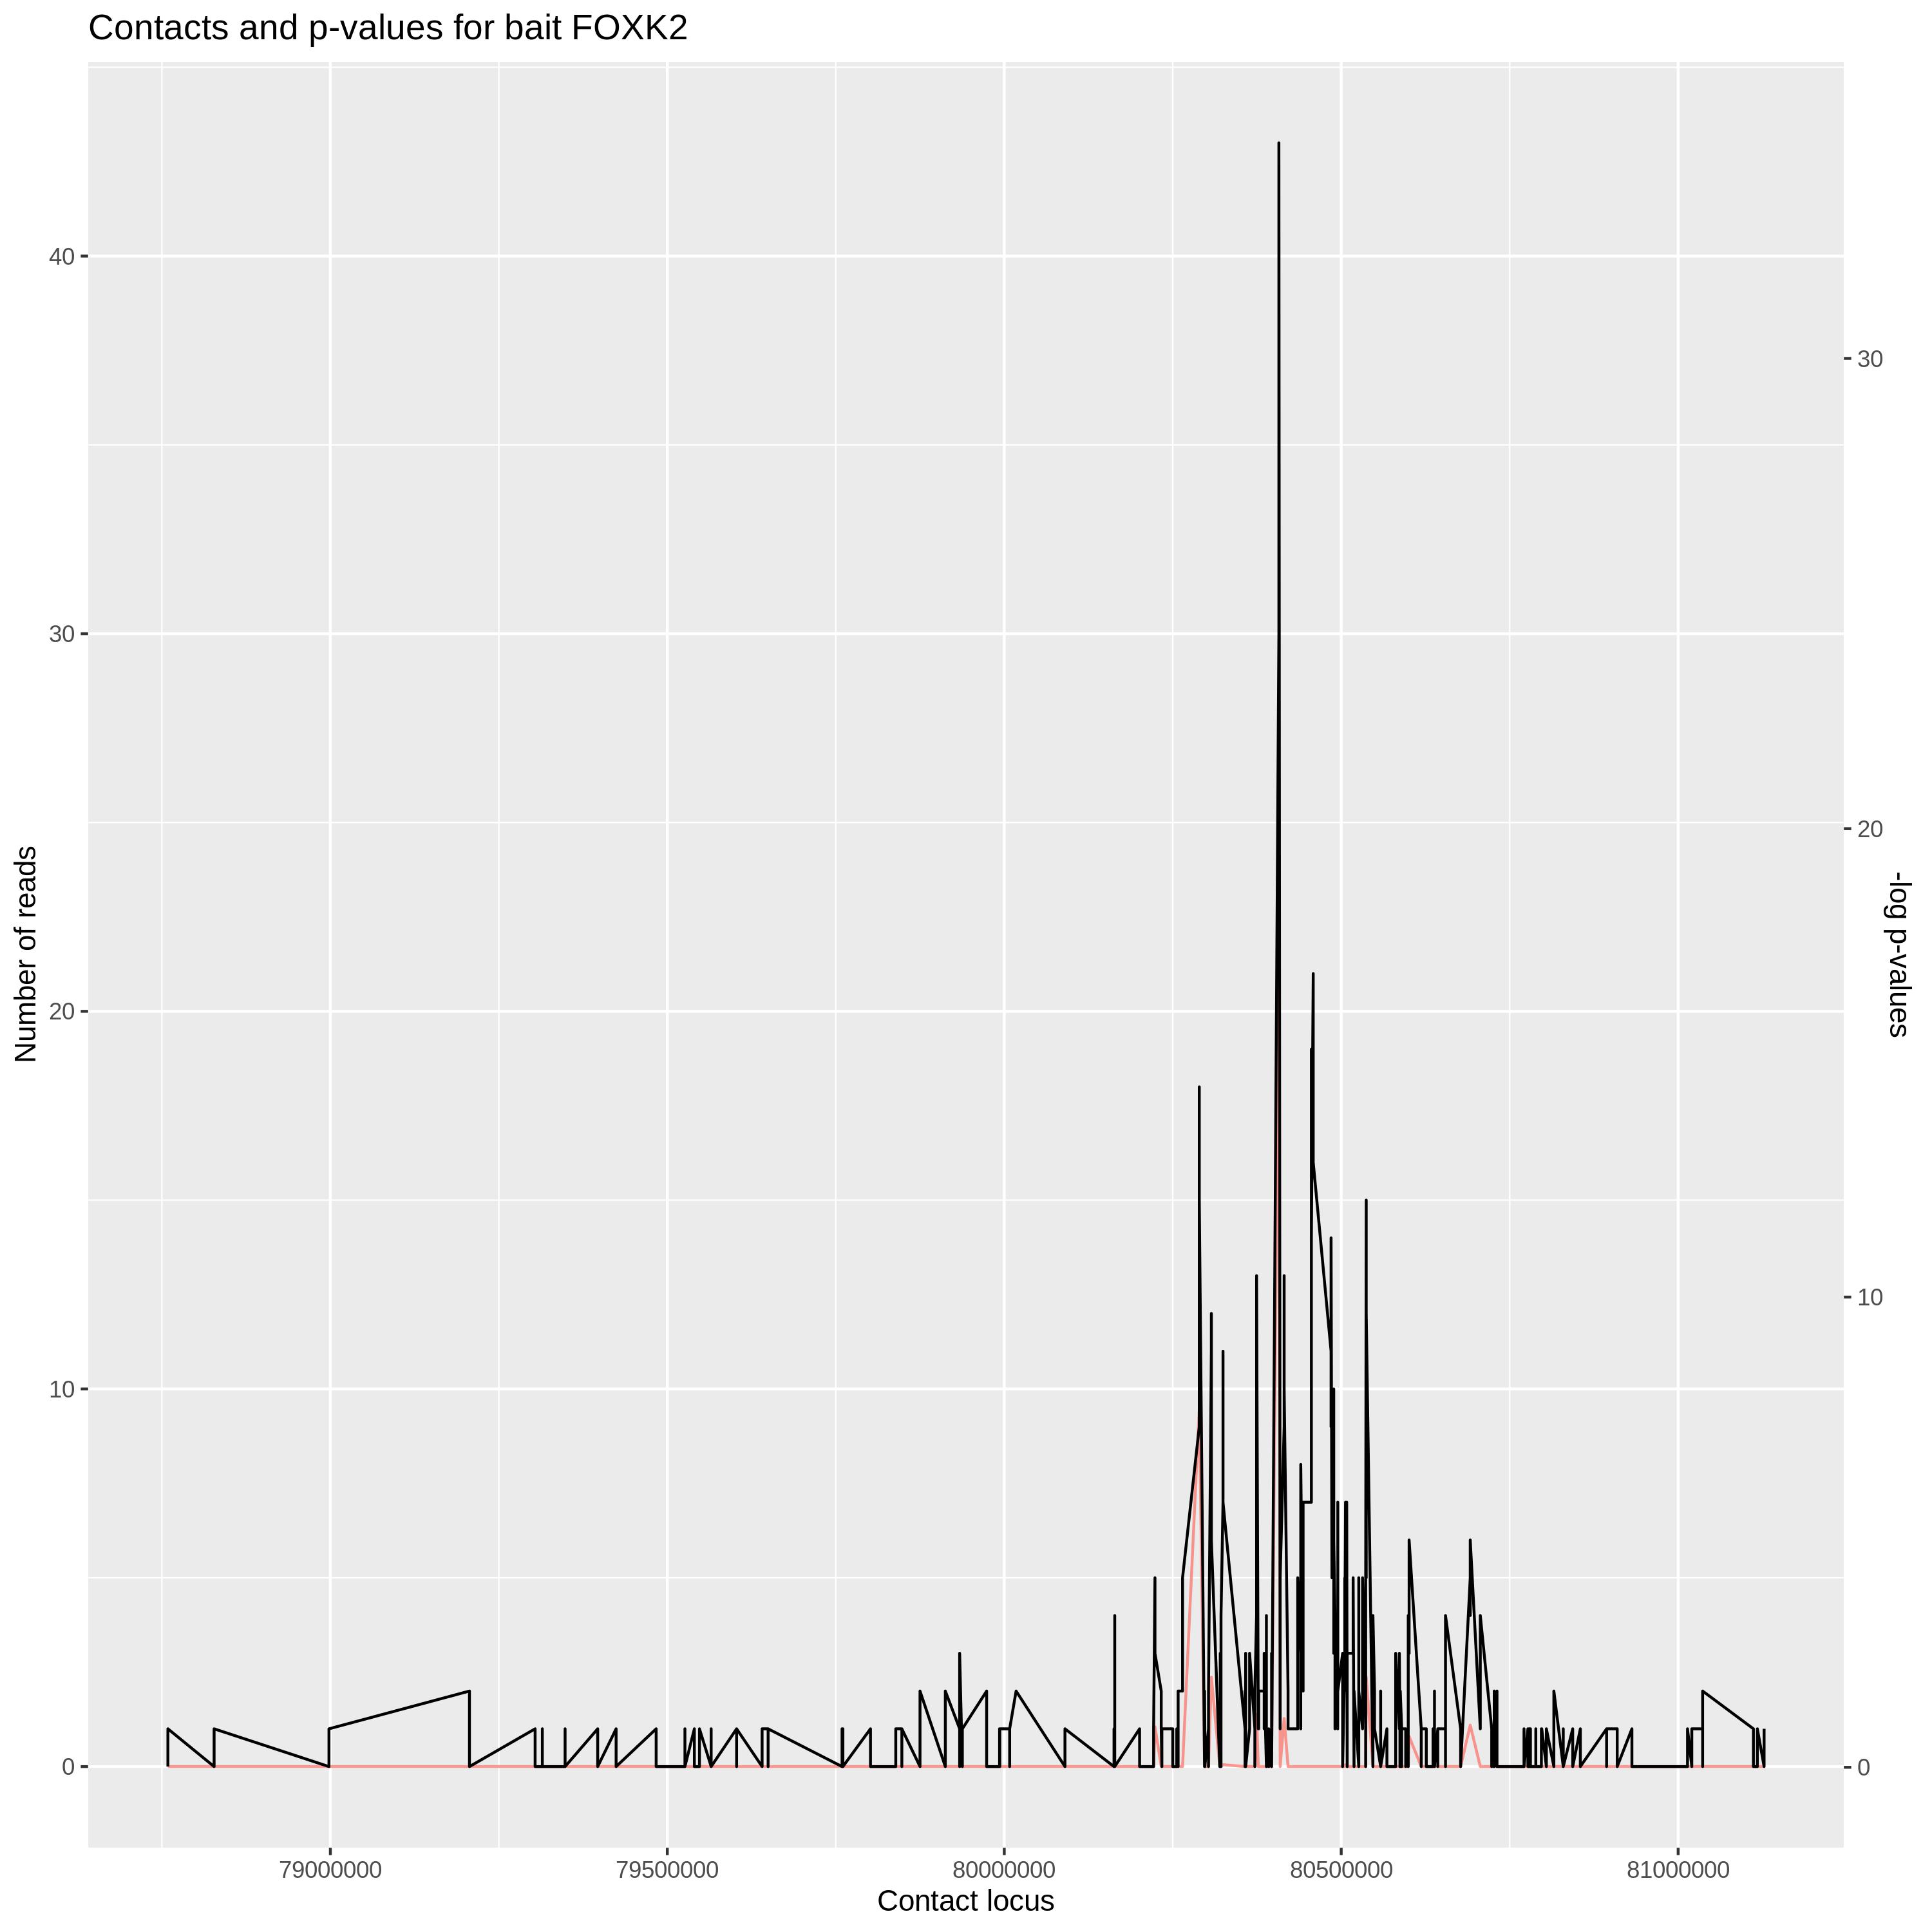 Contacts and p-values for bait FOXK2
40
30
20
10
0
Number of reads
30
20
10
0
-log p-values
79000000 79500000 80000000 80500000 81000000
Contact locus